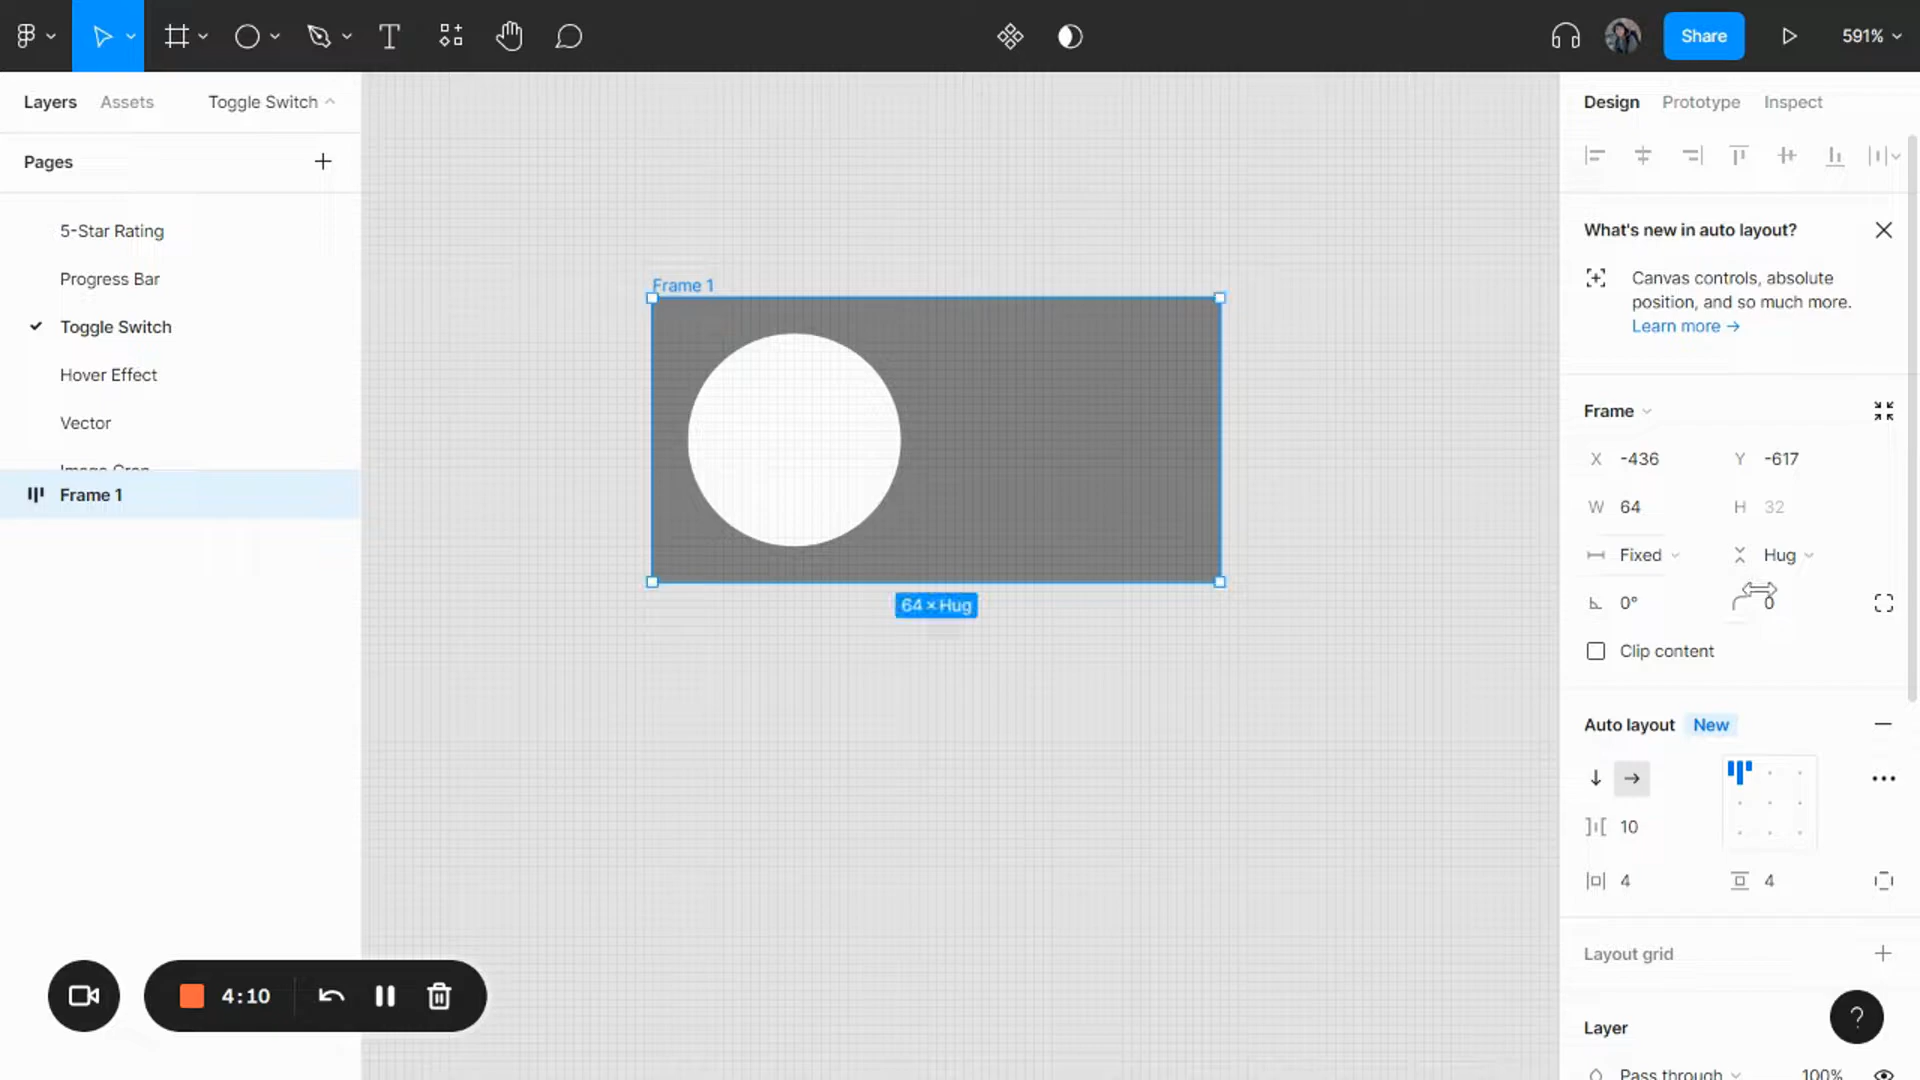 Share
591%
Layers
Assets
Toggle Switch
Pages
5-Star Rating
Progress Bar
Toggle Switch
Hover Effect
Vector
Image Crop
Frame 1
Frame 1
64 × Hug
4:10
Design
Prototype
Inspect
What's new in auto layout?
Canvas controls, absolute
position, and so much more.
Learn more →
Frame
X -436
Y -617
W 64
H 32
Fixed
Hug
0°
0
Clip content
Auto layout New
10
4
4
Layout grid
?
Layer
Pass through
100%